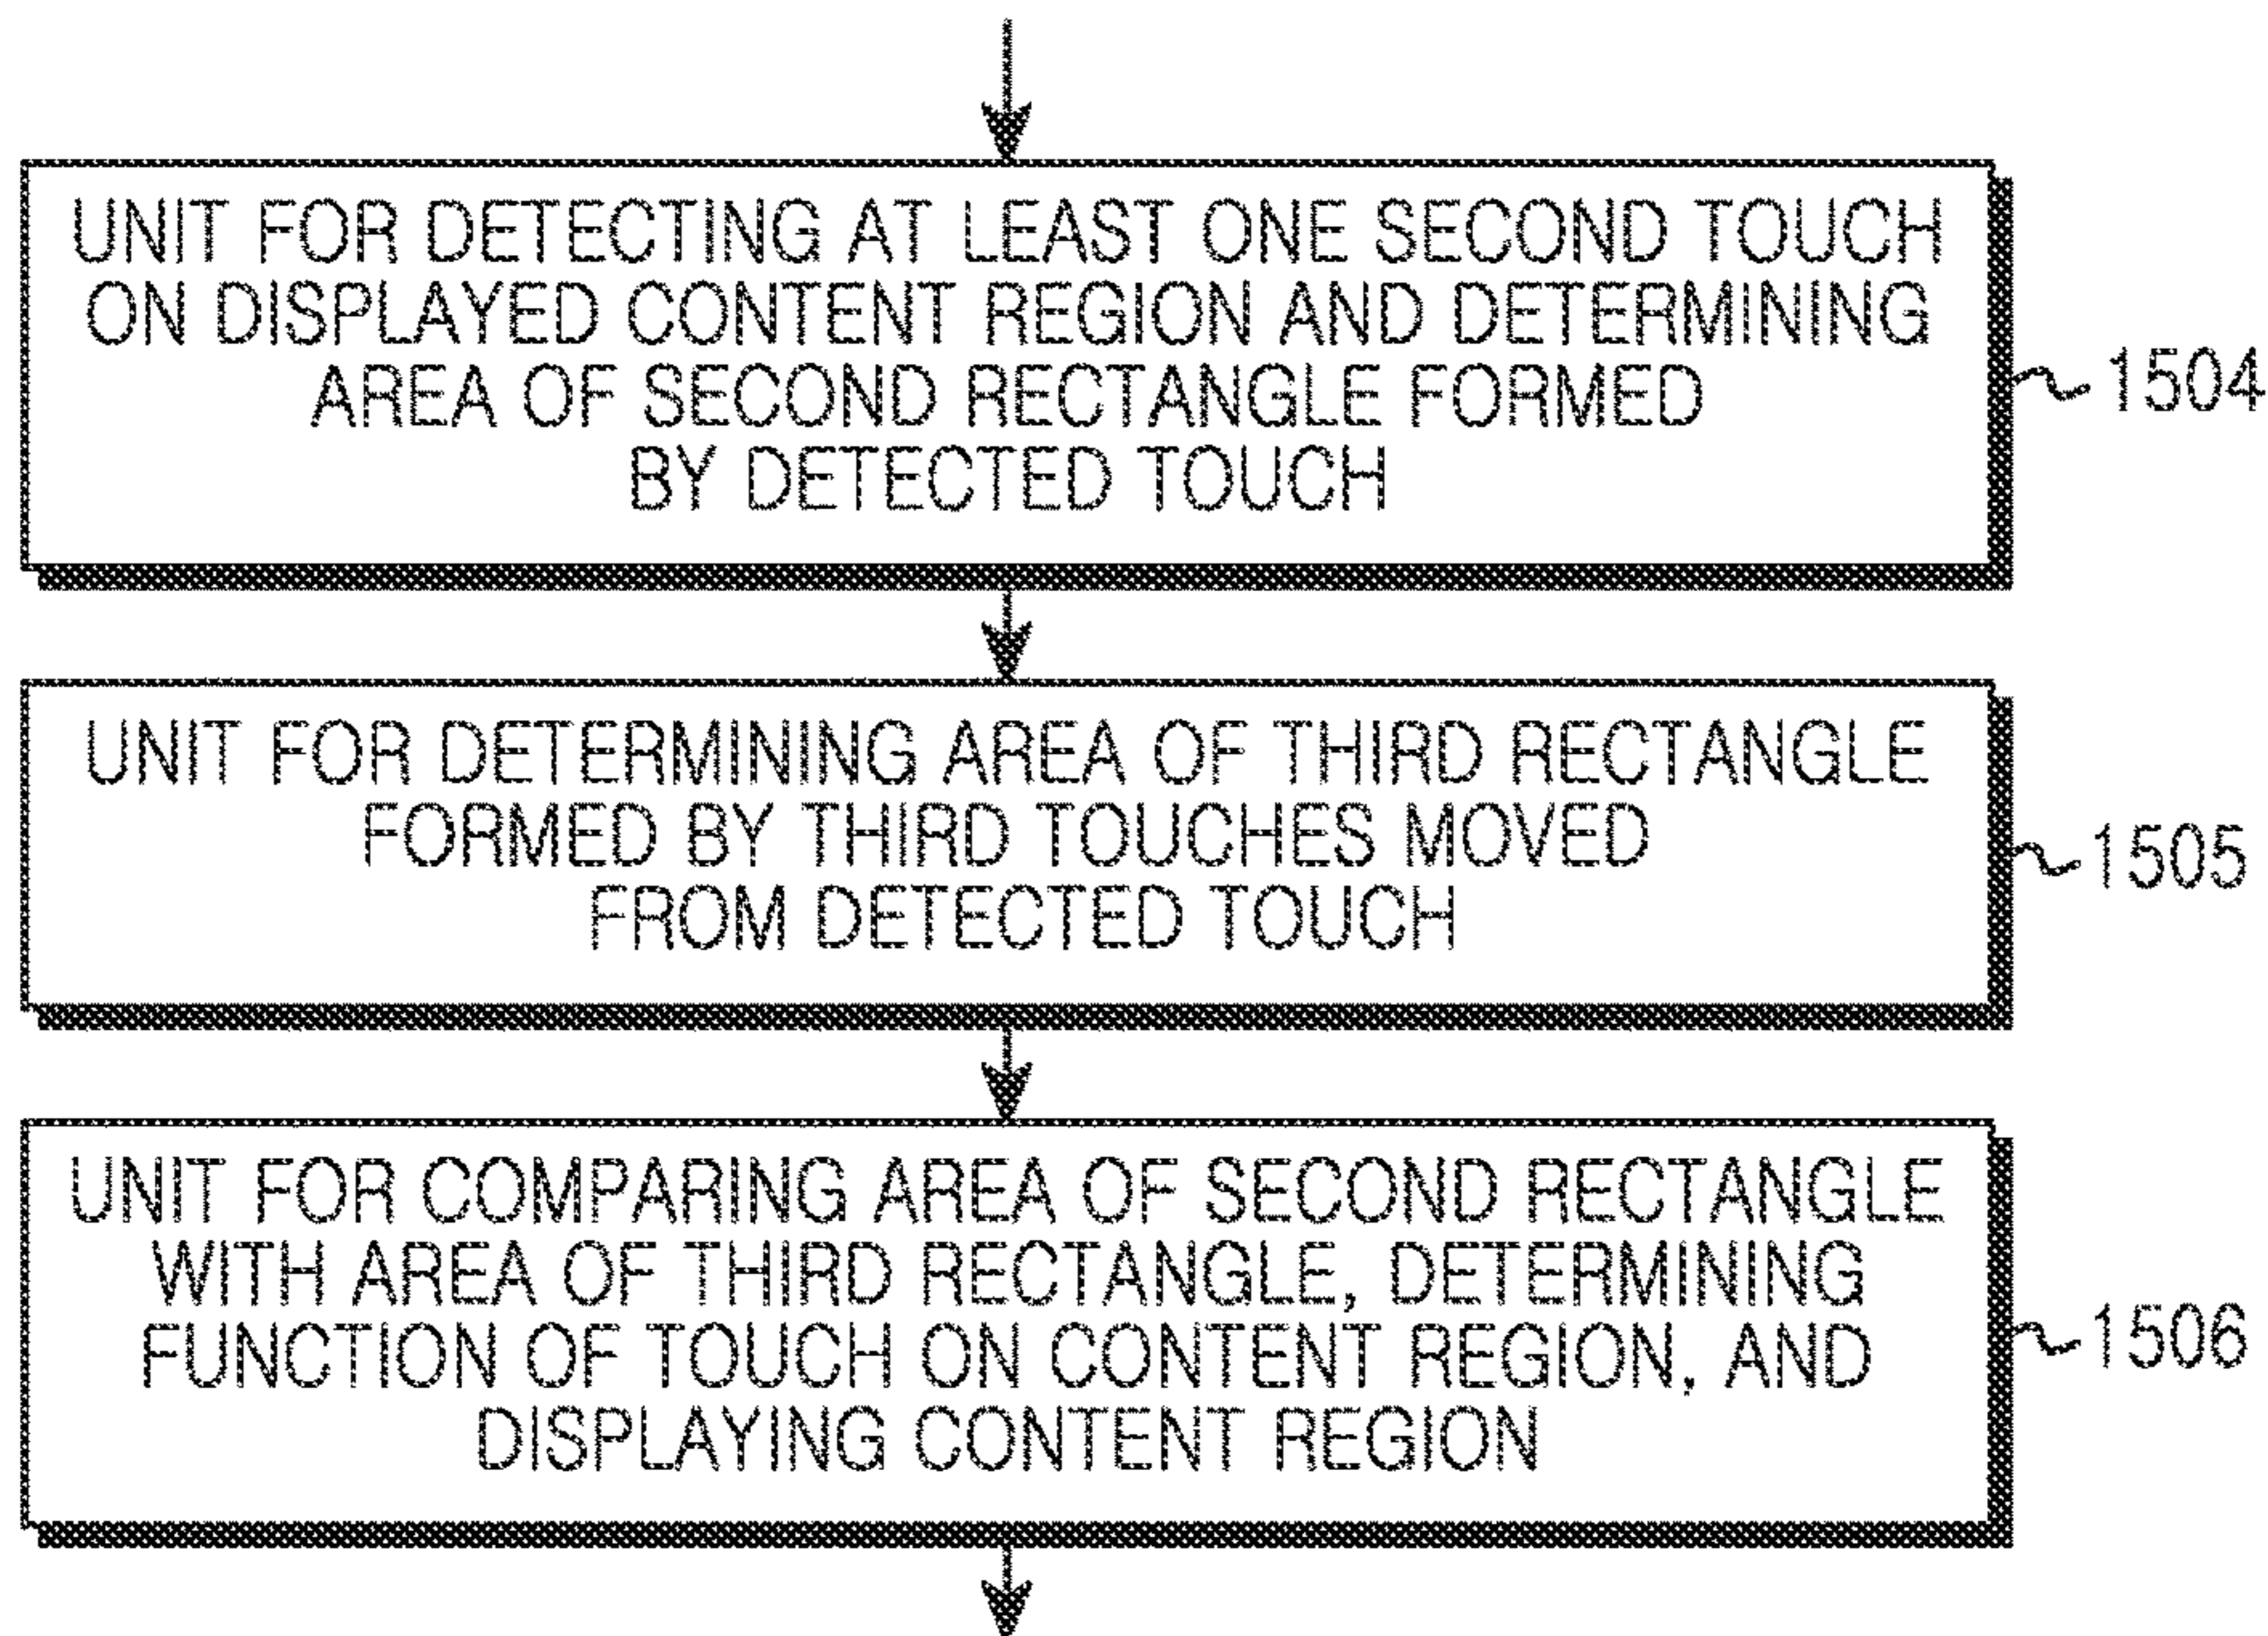 UNIT FOR DETECTING AT LEAST ONE SECOND TOUCH
ON DISPLAYED CONTENT REGION AND DETERMINING
AREA OF SECOND RECTANGLE FORMED
BY DETECTED TOUCH
1504
UNIT FOR DETERMINING AREA OF THIRD RECTANGLE
FORMED BY THIRD TOUCHES MOVED
FROM DETECTED TOUCH
1505
UNIT FOR COMPARING AREA OF SECOND RECTANGLE
WITH AREA OF THIRD RECTANGLE, DETERMINING
FUNCTION OF TOUCH ON CONTENT REGION, AND
DISPLAYING CONTENT REGION
1506